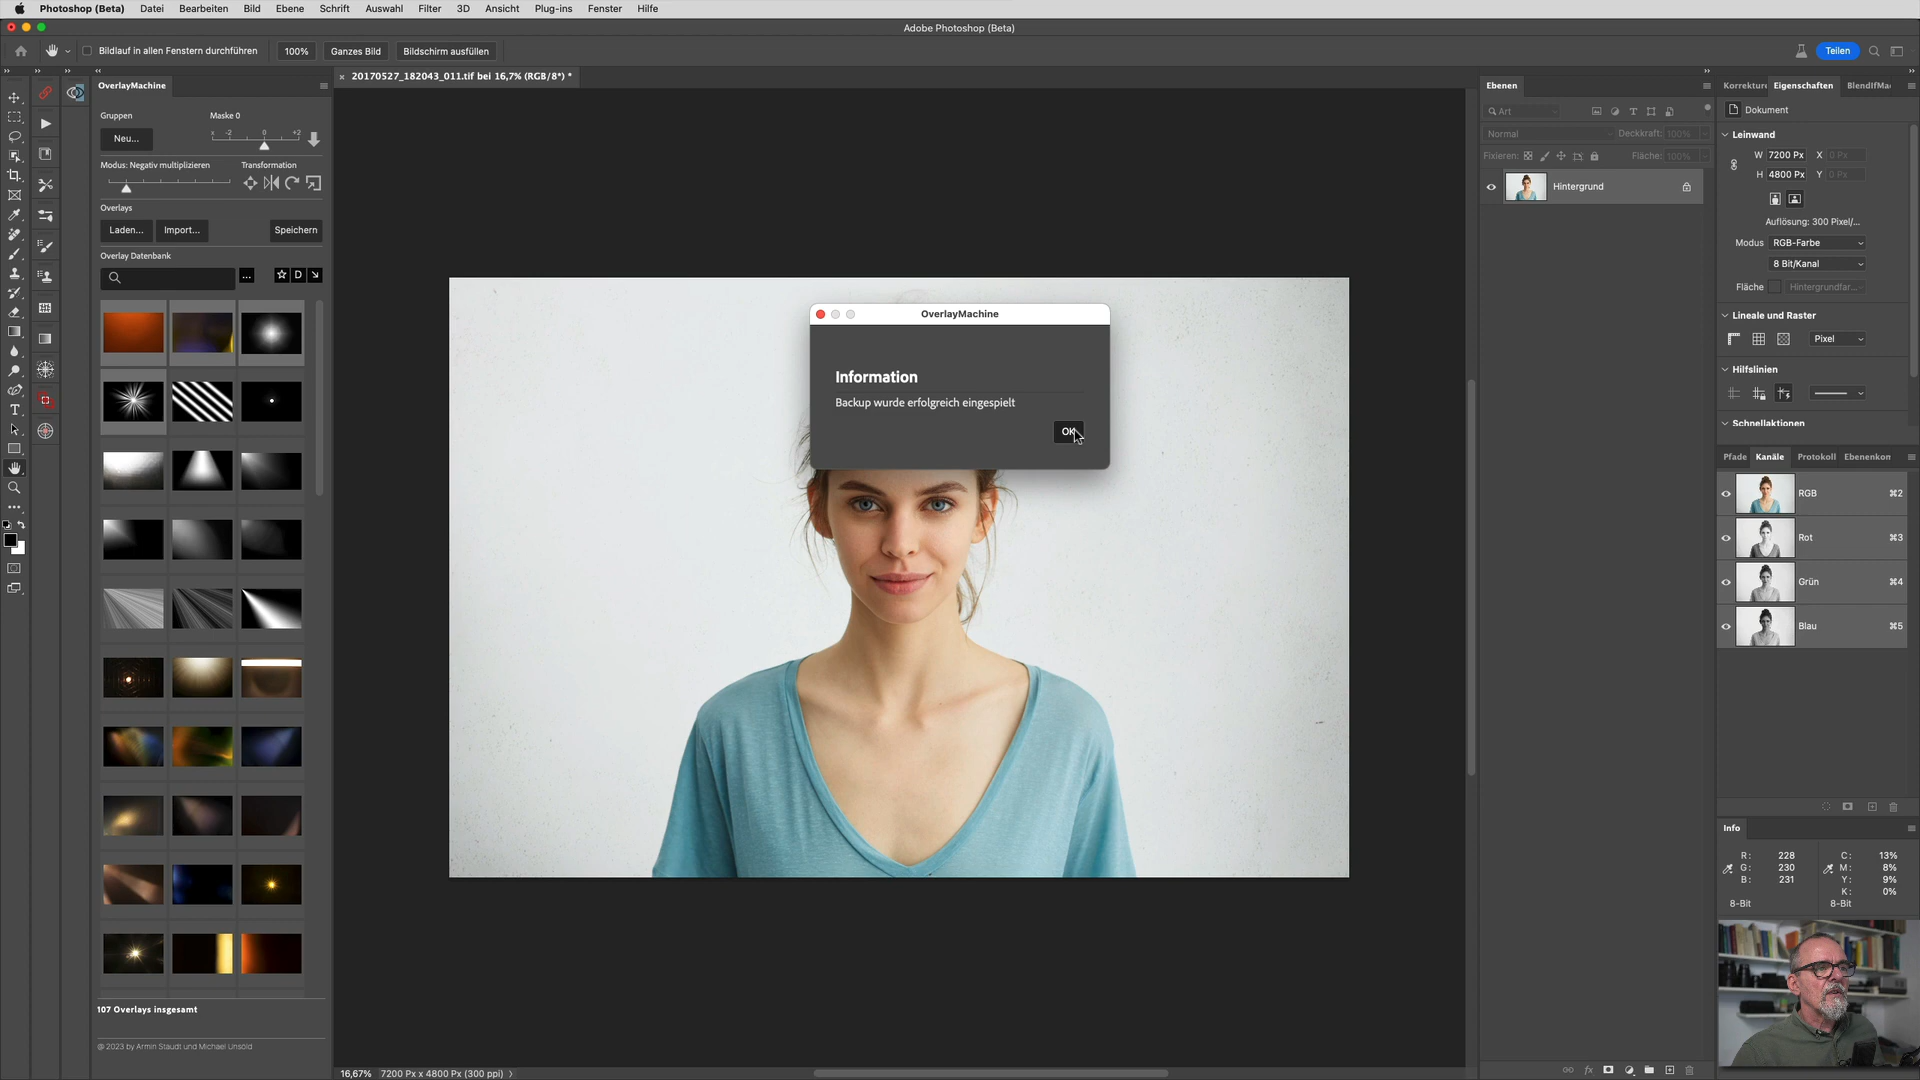 Photoshop (Beta) Datei Bearbeiten Bild Ebene Schrift Auswahl Filter 3D Ansicht Plug-ins Fenster Hilfe
Adobe Photoshop (Beta)
Bildlauf in allen Fenstern durchführen 100% Ganzes Bild Bildschirm ausfüllen Teilen
20170527_182043_011.tif bei 16,7% (RGB/8*) *
OverlayMachine
Gruppen Maske 0
Neu...
x -2 0 +2
Modus: Negativ multiplizieren Transformation
Overlays
Laden... Import... Speichern
Overlay Datenbank
... D
107 Overlays insgesamt
@ 2023 by Armin Staudt und Michael Unsöld
OverlayMachine
Information
Backup wurde erfolgreich eingespielt
OK
16,67% 7200 Px x 4800 Px (300 ppi)
Ebenen
Art
Normal Deckkraft: 100%
Fixieren: Fläche: 100%
Hintergrund
Korrekture Eigenschaften BlendIfMa
Dokument
Leinwand
W 7200 Px X 0 Px
H 4800 Px Y 0 Px
Auflösung: 300 Pixel/...
Modus RGB-Farbe
8 Bit/Kanal
Fläche Hintergrundfar...
Lineale und Raster
Pixel
Hilfslinien
Schnellaktionen
Pfade Kanäle Protokoll Ebenenkon
RGB ⌘2
Rot ⌘3
Grün ⌘4
Blau ⌘5
Info
R: 228 C: 13%
G: 230 M: 8%
B: 231 Y: 9%
K: 0%
8-Bit 8-Bit